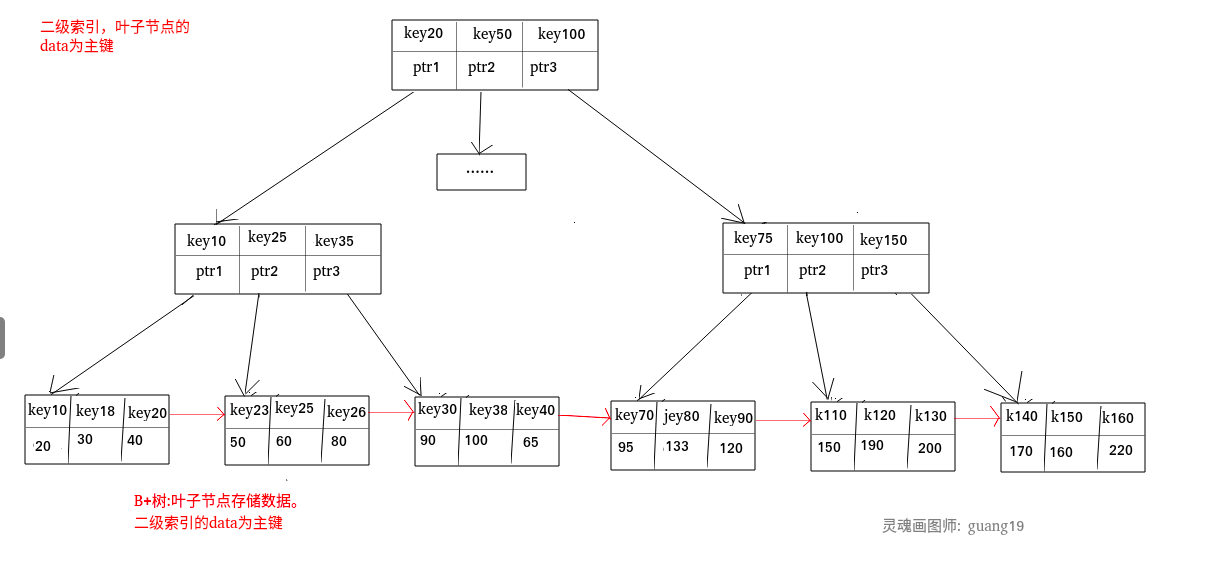 二级索引，叶子节点的
data为主键
key20 key50 key100
ptr1 ptr2 ptr3
······
key10 key25 key35
ptr1 ptr2 ptr3
key75 key100 key150
ptr1 ptr2 ptr3
key10 key18 key20
20 30 40
key23 key25 key26
50 60 80
key30 key38 key40
90 100 65
key70 jey80 key90
95 133 120
k110 k120 k130
150 190 200
k140 k150 k160
170 160 220
B+树:叶子节点存储数据。
二级索引的data为主键
灵魂画图师: guang19